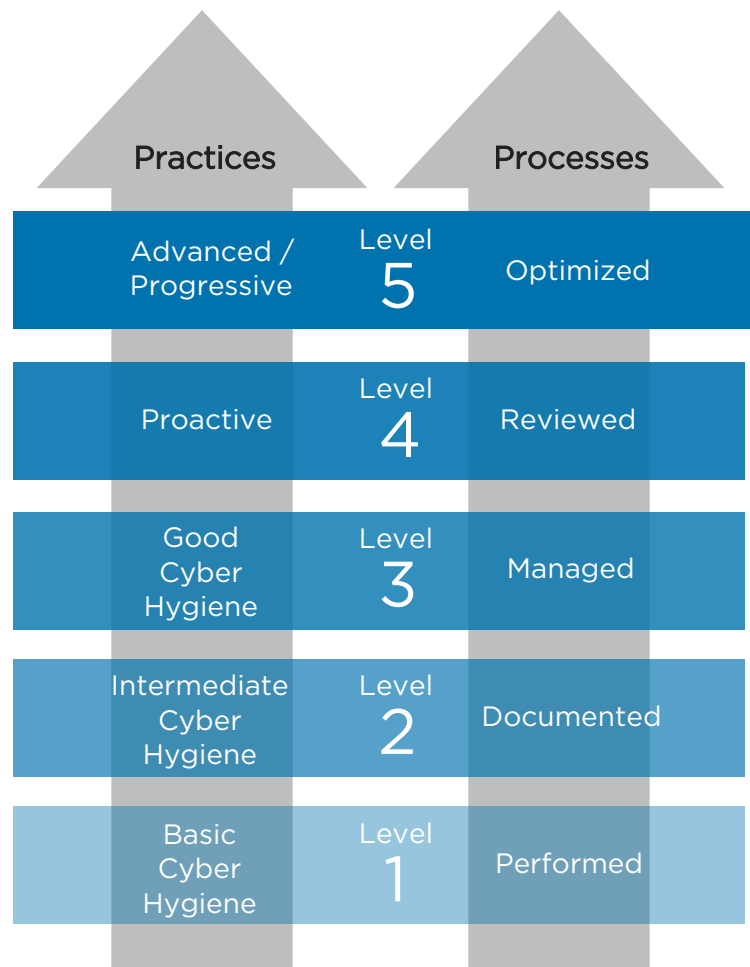 Practices
Processes
Advanced /
Progressive
Level
5
Optimized
Proactive
Level
4
Reviewed
Good
Cyber
Hygiene
Level
3
Managed
Intermediate
Cyber
Hygiene
Level
2
Documented
Basic
Cyber
Hygiene
Level
1
Performed